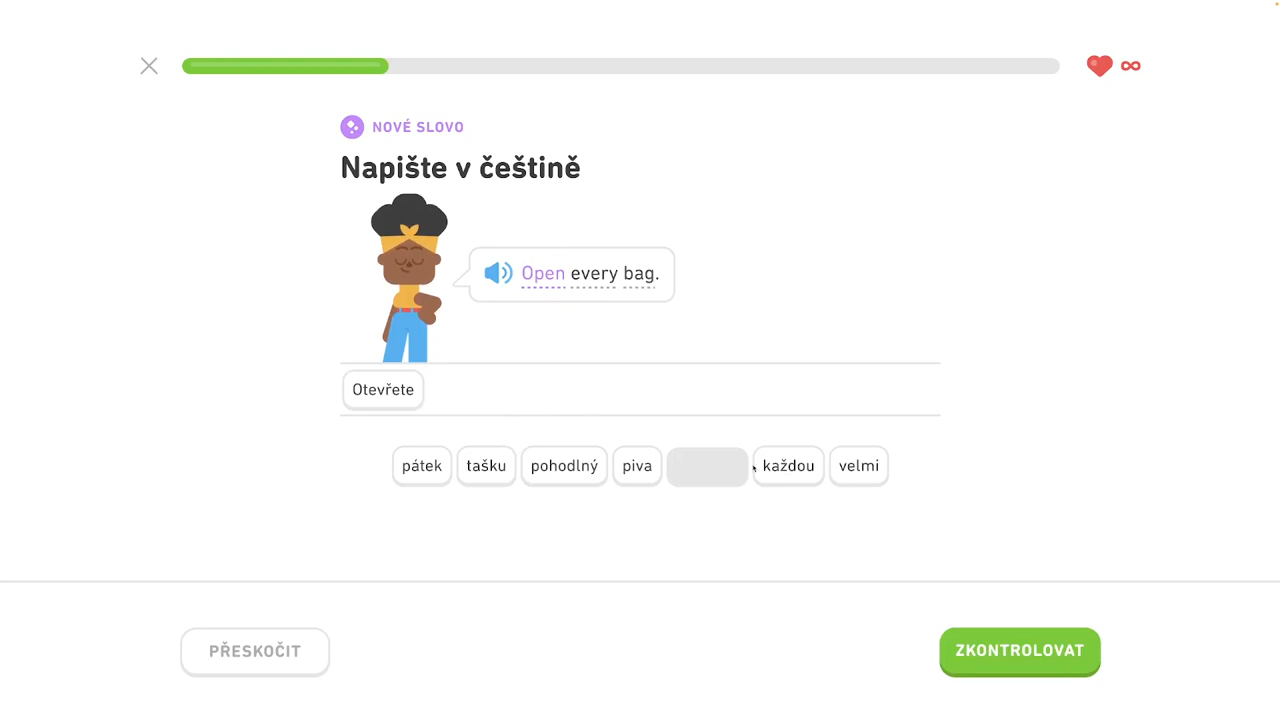 NOVÉ SLOVO
Napište v češtině
Open every bag.
Otevřete
pátek tašku pohodlný piva každou velmi
PŘESKOČIT ZKONTROLOVAT